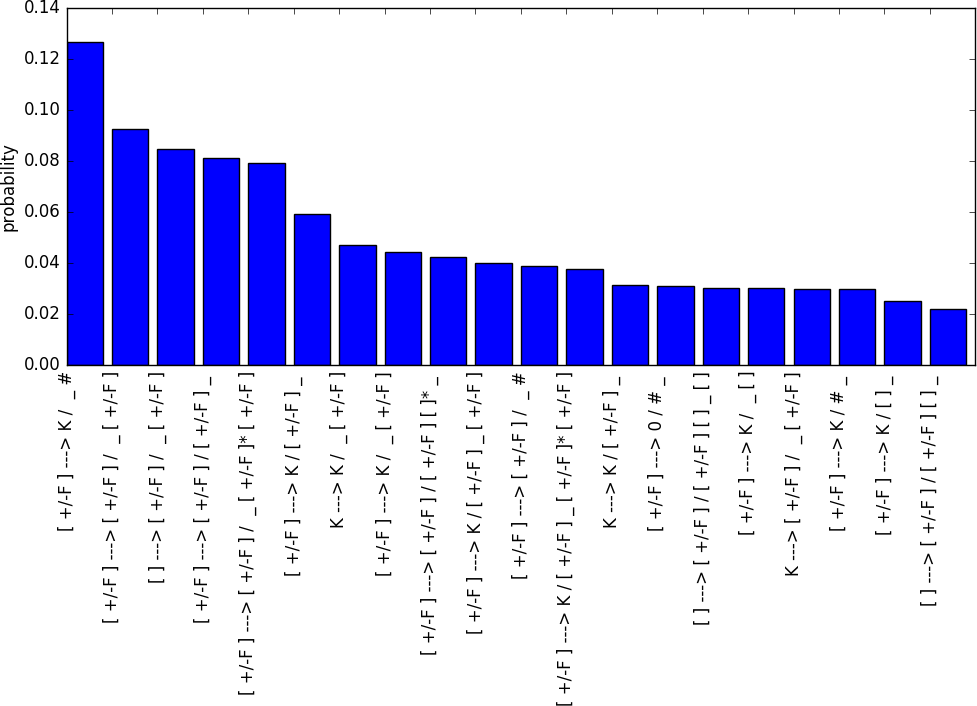 0.14
0.12
0.10
0.08
0.06
0.04
0.02
0.00
probability
[ +/-F ] ---> K / _ #
[ +/-F ] ---> [ +/-F ] / _ [ +/-F ]
[ ] ---> [ +/-F ] / _ [ +/-F ]
[ +/-F ] ---> [ +/-F ] / [ +/-F ] _
[ +/-F ] ---> [ +/-F ] / _ [ +/-F ]* [ +/-F ]
[ +/-F ] ---> K / [ +/-F ] _
K ---> K / _ [ +/-F ]
[ +/-F ] ---> K / _ [ +/-F ]
[ +/-F ] ---> [ +/-F ] / [ +/-F ] [ ]* _
[ +/-F ] ---> K / [ +/-F ] _ [ +/-F ]
[ +/-F ] ---> [ +/-F ] / _ #
[ +/-F ] ---> K / [ +/-F ] _ [ +/-F ]* [ +/-F ]
K ---> K / [ +/-F ] _
[ +/-F ] ---> 0 / # _
[ ] ---> [ +/-F ] / [ +/-F ] [ ] _ [ ]
[ +/-F ] ---> K / _ [ ]
K ---> [ +/-F ] / _ [ +/-F ]
[ +/-F ] ---> K / # _
[ +/-F ] ---> K / [ ] _
[ ] ---> [ +/-F ] / [ +/-F ] [ ] _